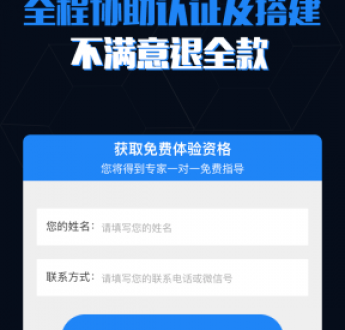 全程协助认证及搭建
不满意退全款
获取免费体验资格
您将得到专家一对一免费指导
您的姓名: 请填写您的姓名
联系方式: 请填写您的联系电话或微信号